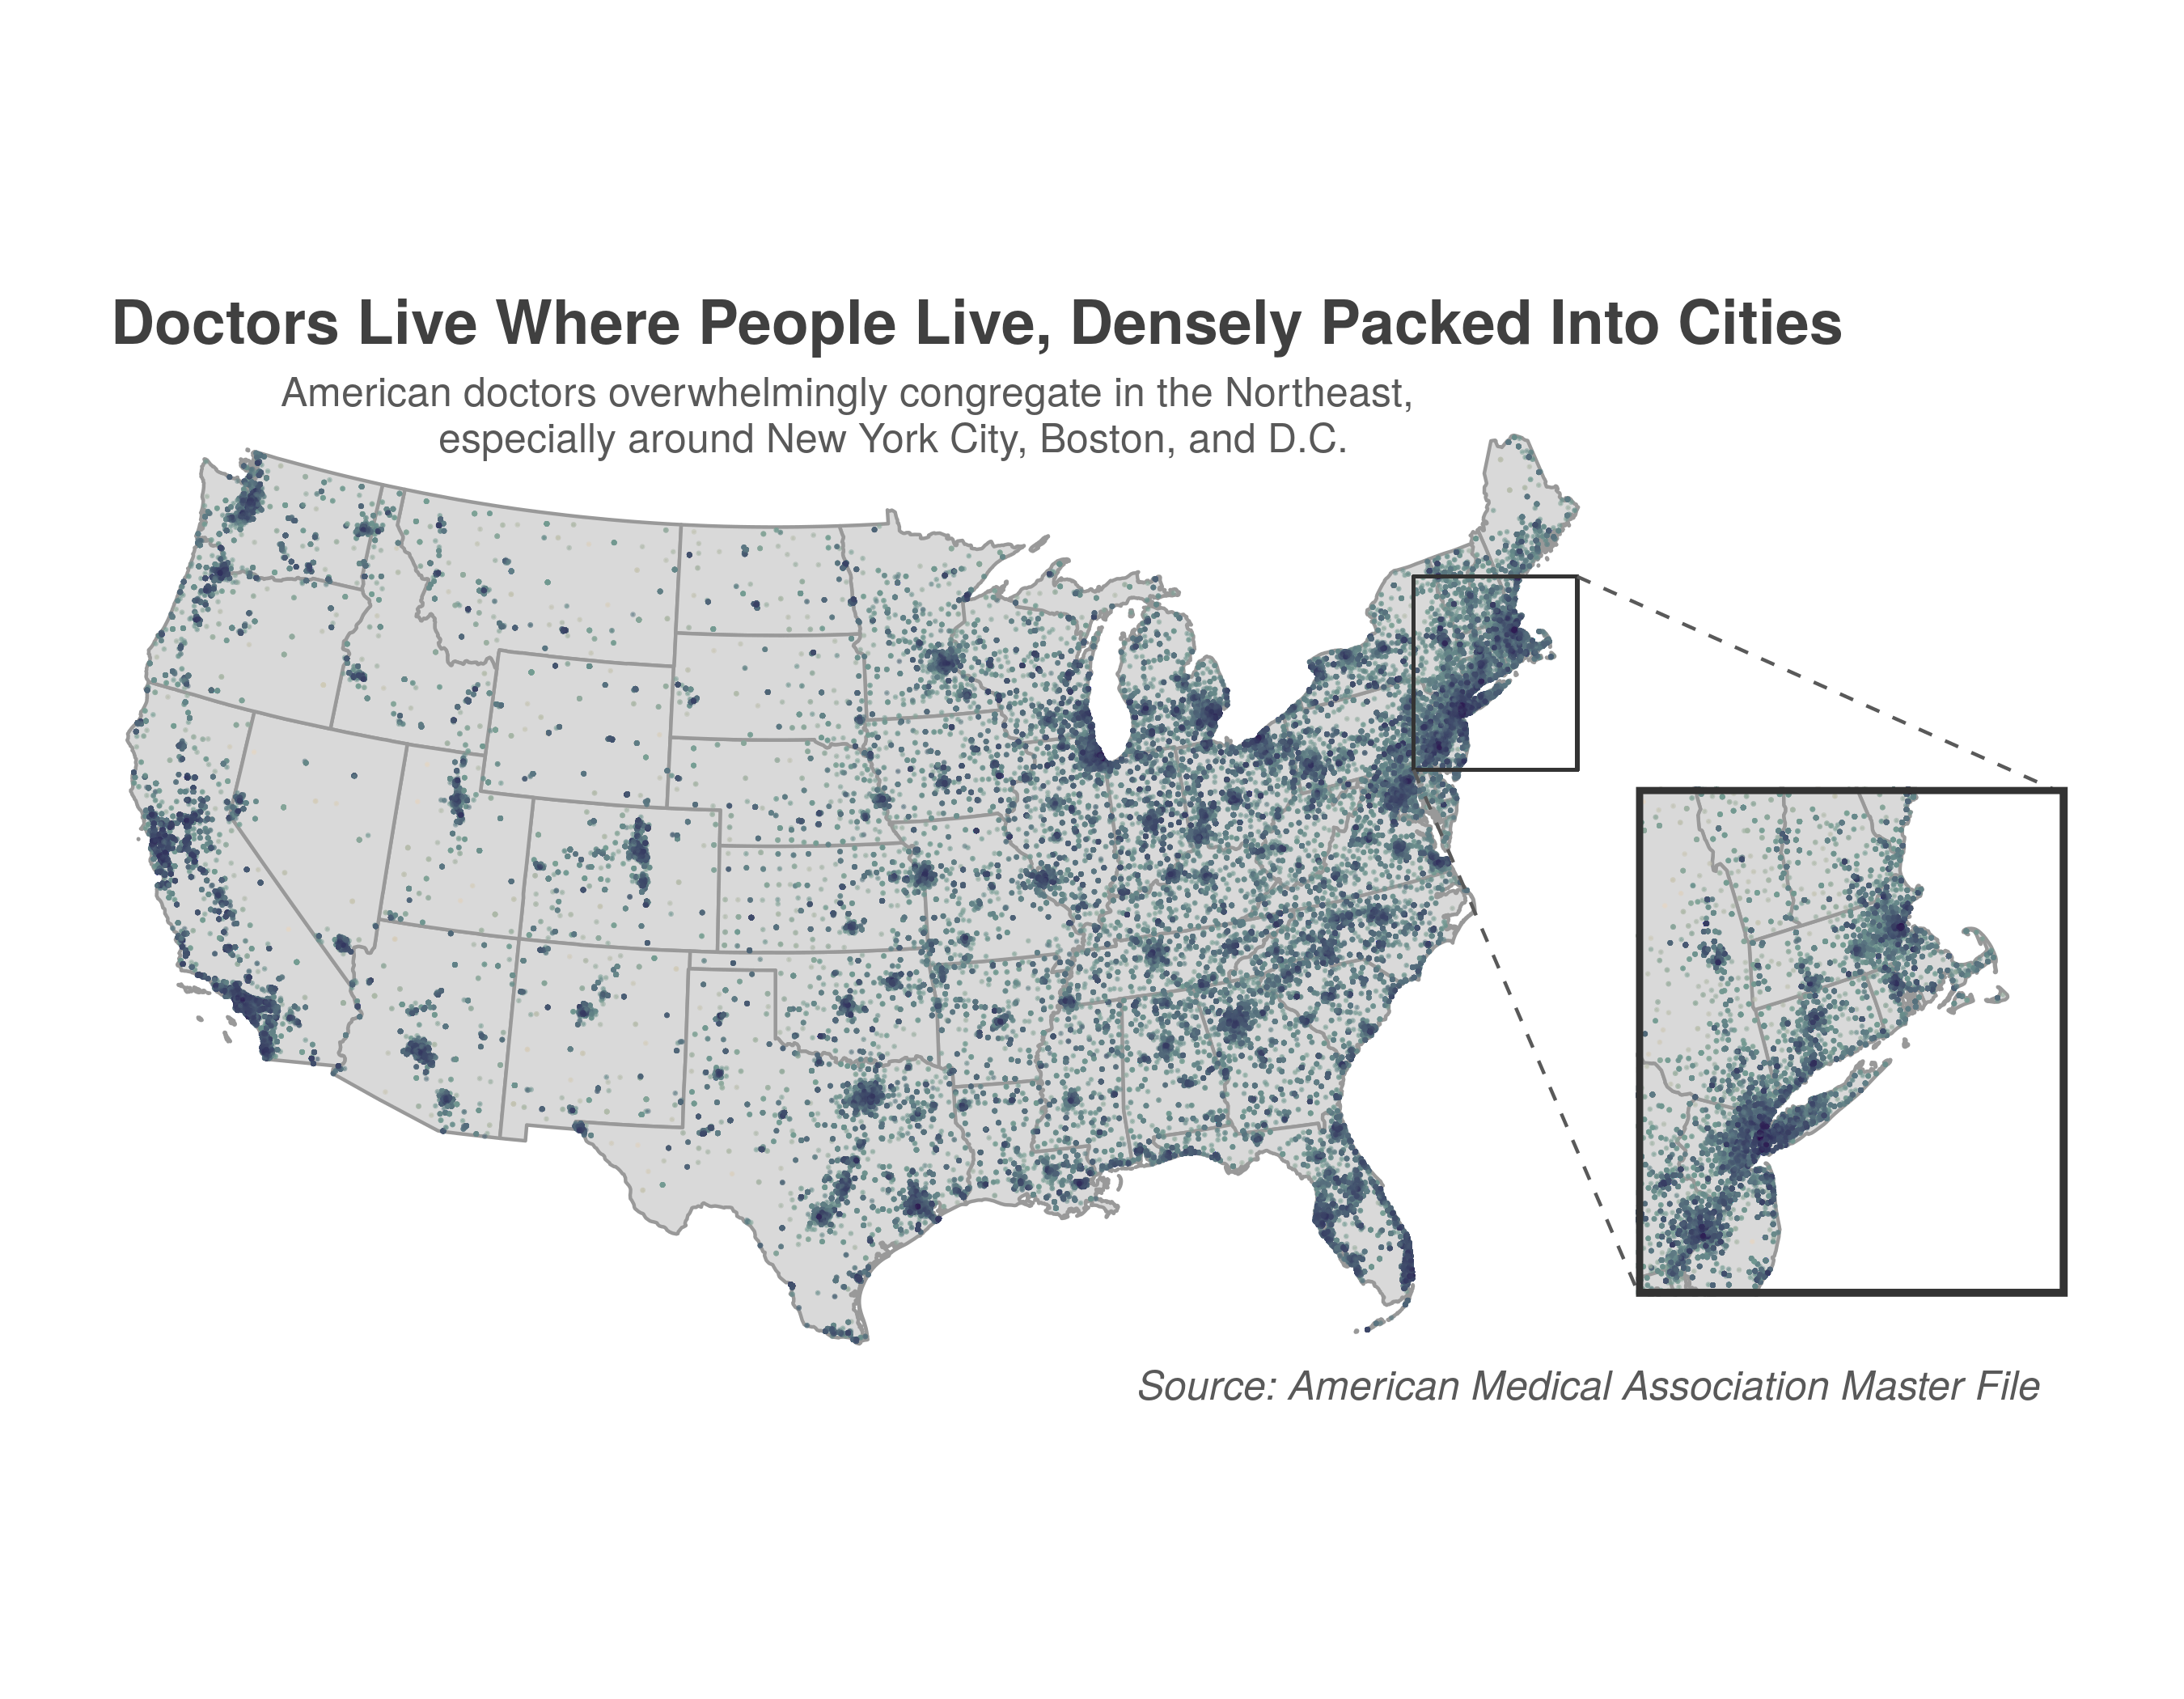 Doctors Live Where People Live, Densely Packed Into Cities
American doctors overwhelmingly congregate in the Northeast,
especially around New York City, Boston, and D.C.
Source: American Medical Association Master File